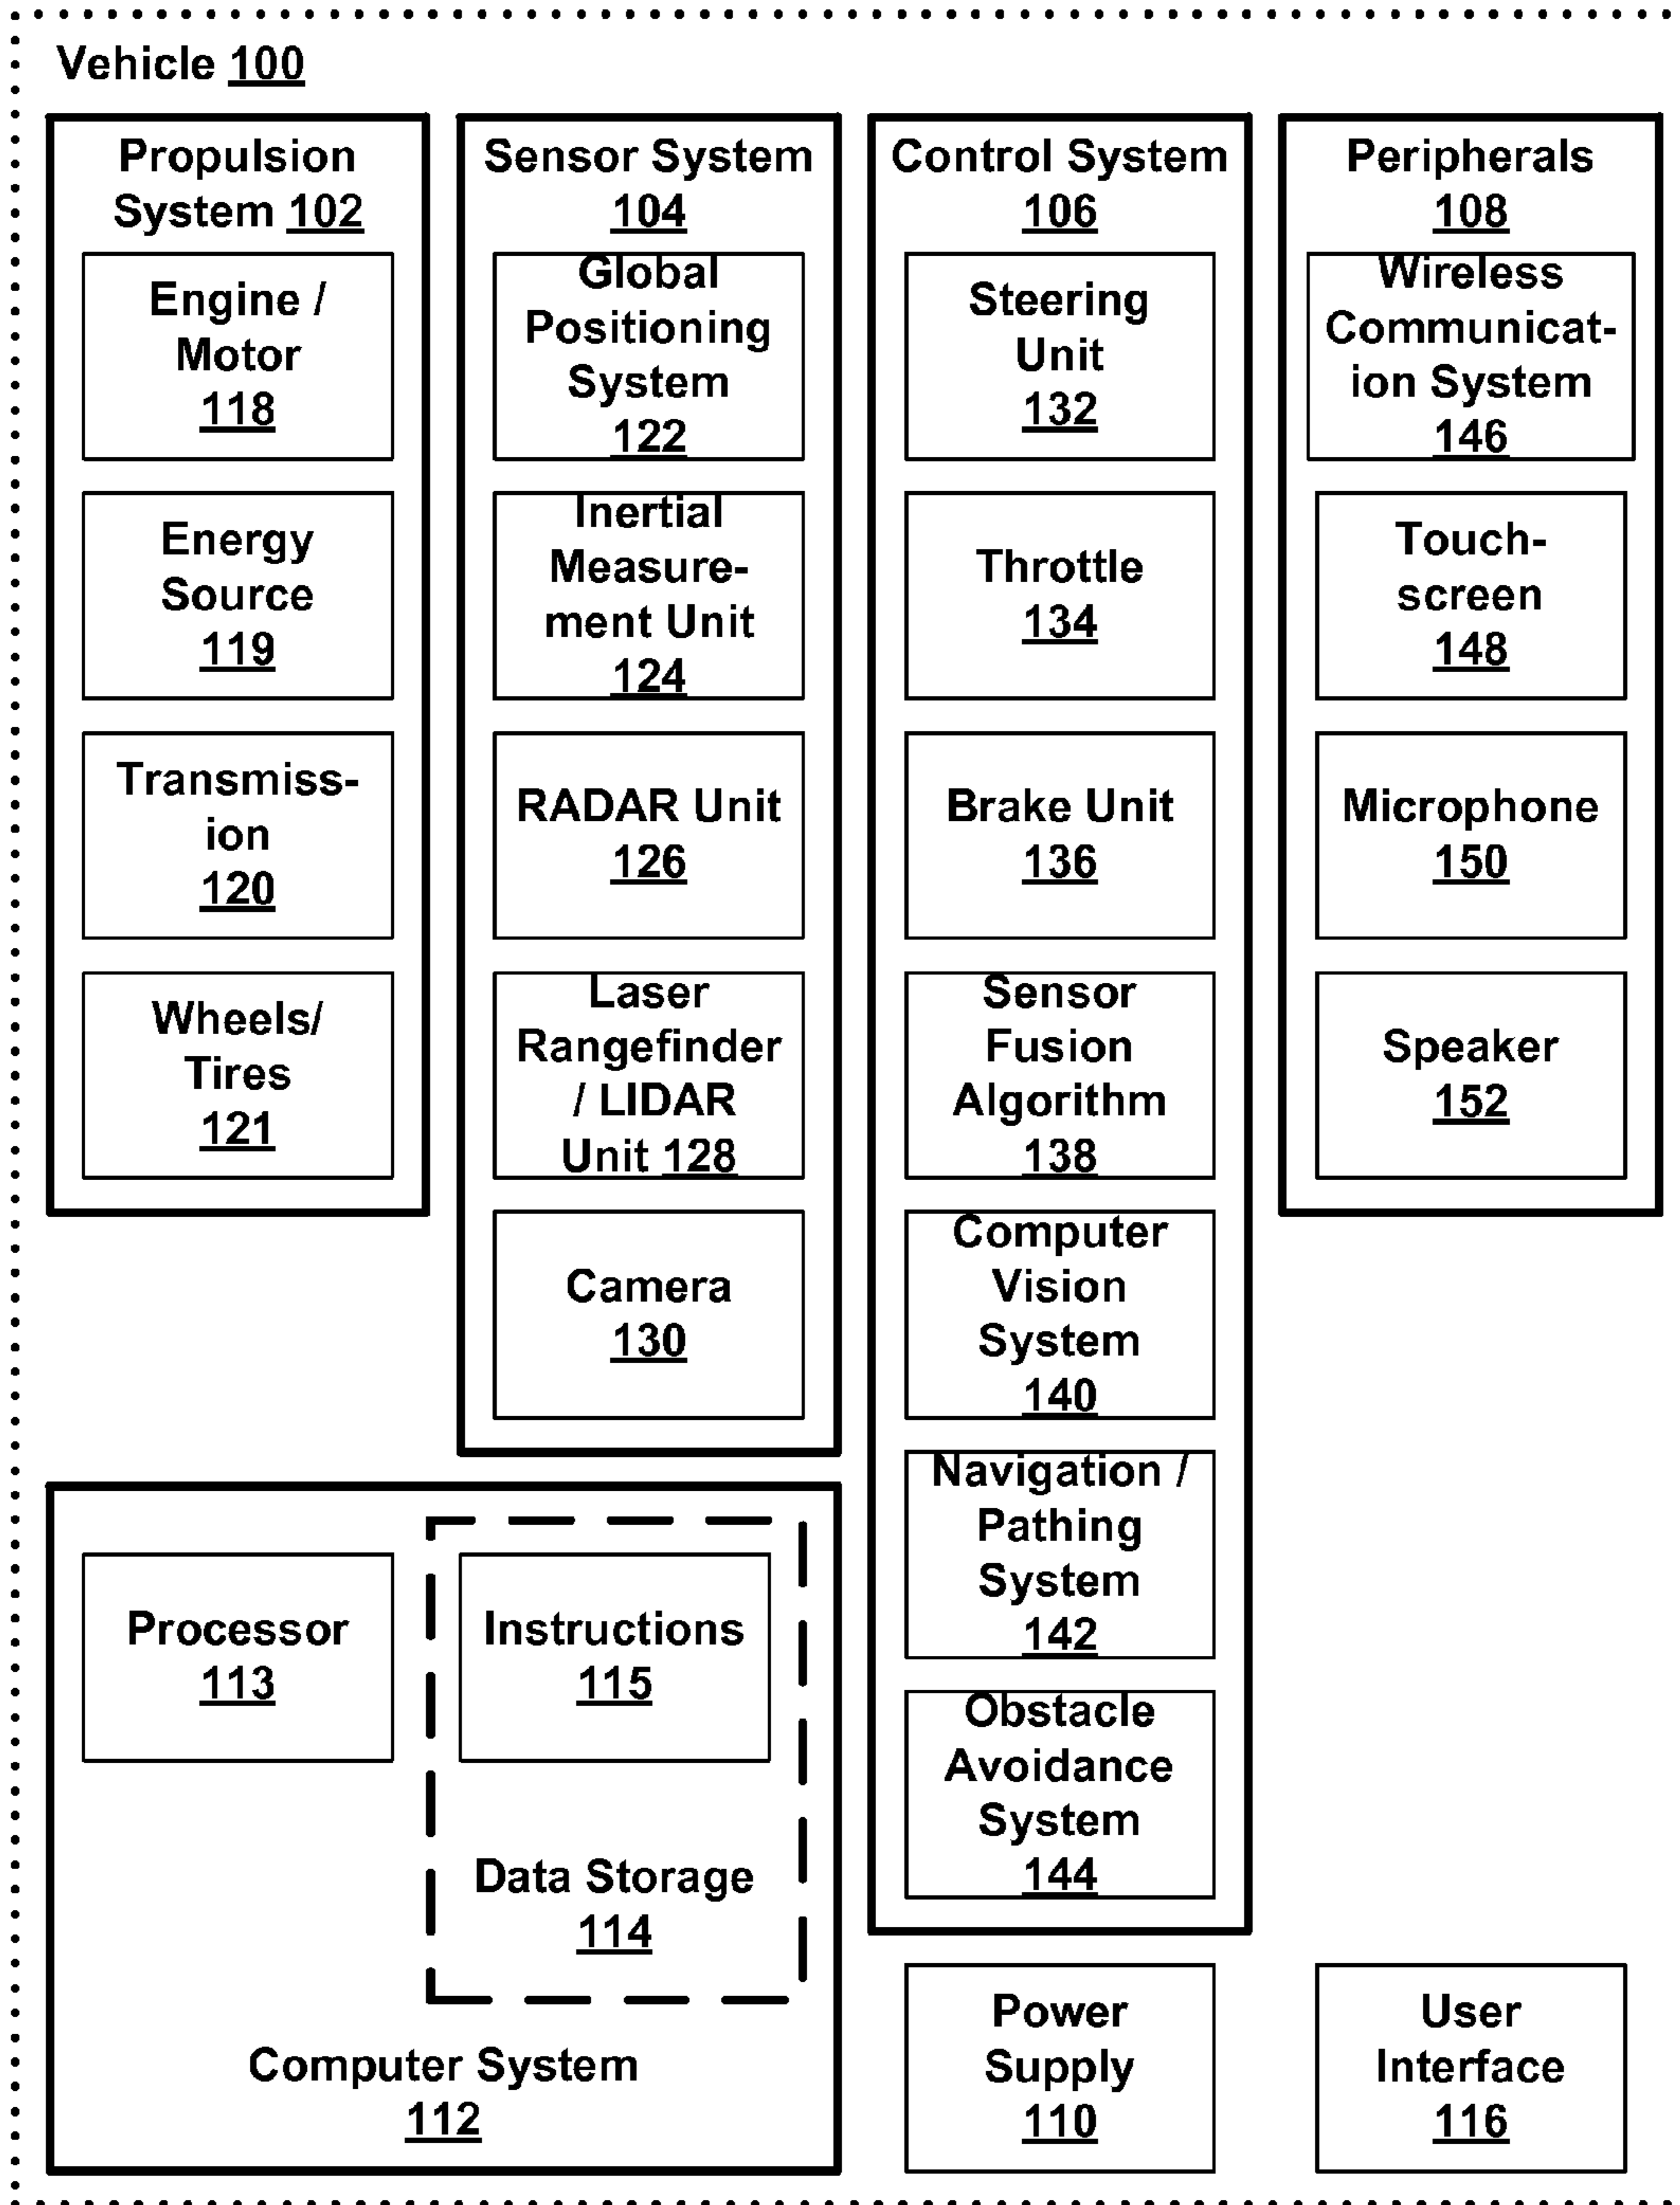 Vehicle 100
Propulsion
System 102
Engine /
Motor
118
Energy
Source
119
Transmiss-
ion
120
Wheels/
Tires
121
Sensor System
104
Global
Positioning
System
122
Inertial
Measure-
ment Unit
124
RADAR Unit
126
Laser
Rangefinder
/ LIDAR
Unit 128
Camera
130
Control System
106
Steering
Unit
132
Throttle
134
Brake Unit
136
Sensor
Fusion
Algorithm
138
Computer
Vision
System
140
Navigation /
Pathing
System
142
Obstacle
Avoidance
System
144
Peripherals
108
Wireless
Communicat-
ion System
146
Touch-
screen
148
Microphone
150
Speaker
152
Processor
113
Instructions
115
Data Storage
114
Computer System
112
Power
Supply
110
User
Interface
116